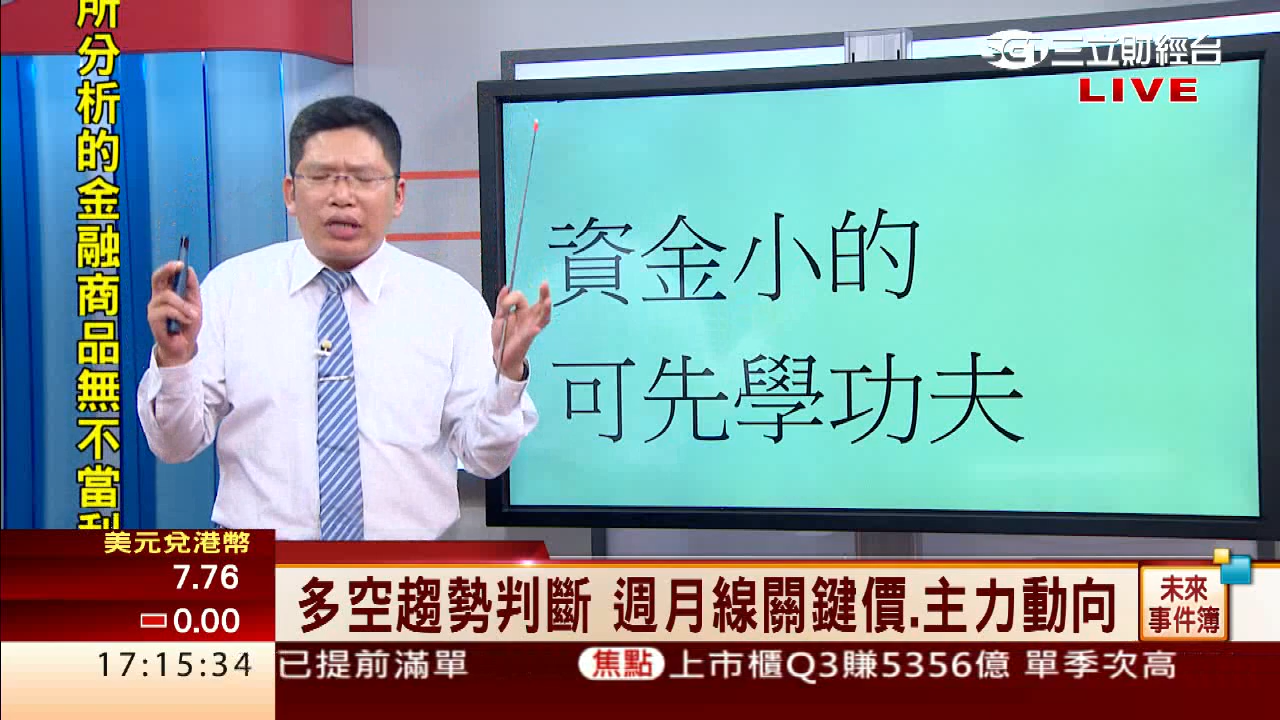 所分析的金融商品無不當利
SET三立財經台
LIVE
資金小的
可先學功夫
美元兌港幣
7.76
0.00
多空趨勢判斷 週月線關鍵價.主力動向
未來
事件簿
17:15:34
已提前滿單 焦點 上市櫃Q3賺5356億 單季次高